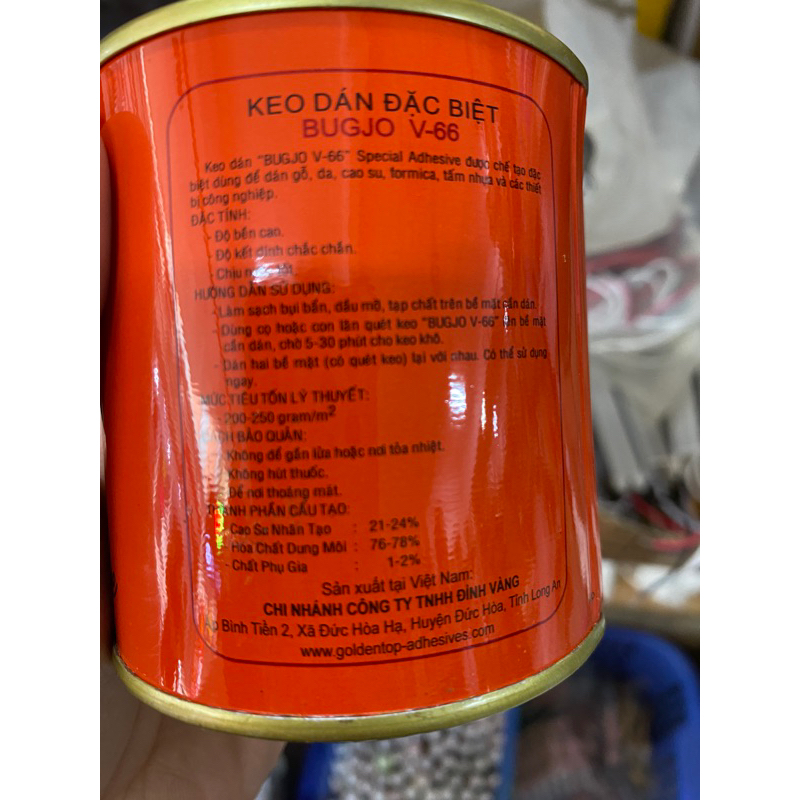 KEO DÁN ĐẶC BIỆT
BUGJO V-66
Keo dán "BUGJO V-66" Special Adhesive được chế tạo đặc
biệt dùng để dán gỗ, da, cao su, formica, tấm nhựa và các thiết
bị công nghiệp.
ĐẶC TÍNH:
- Độ bền cao.
- Độ kết dính chắc chắn.
- Chịu
HƯỚNG DẪN SỬ DỤNG:
- Làm sạch bụi bẩn, dầu mỡ, tạp chất trên bề mặt cần dán
- Dùng cọ hoặc con lăn quét keo "BUGJO V-66" lên bề mặt
cần dán, chờ 5-30 phút cho keo khô.
- Dán hai bề mặt (có quét keo) lại với nhau. Có thể sử dụng
ngay.
MỨC TIÊU TỐN LÝ THUYẾT:
- 200-250 gram/m²
CÁCH BẢO QUẢN:
- Không để gần lửa hoặc nơi tỏa nhiệt.
- Không hút thuốc.
- Để nơi thoáng mát.
THÀNH PHẦN CẤU TẠO:
- Cao Su Nhân Tạo : 21-24%
- Hóa Chất Dung Môi : 76-78%
- Chất Phụ Gia : 1-2%
Sản xuất tại Việt Nam:
CHI NHÁNH CÔNG TY TNHH ĐỈNH VÀNG
Ấp Bình Tiền 2, Xã Đức Hòa Hạ, Huyện Đức Hòa, Tỉnh Long An
www.goldentop-adhesives.com